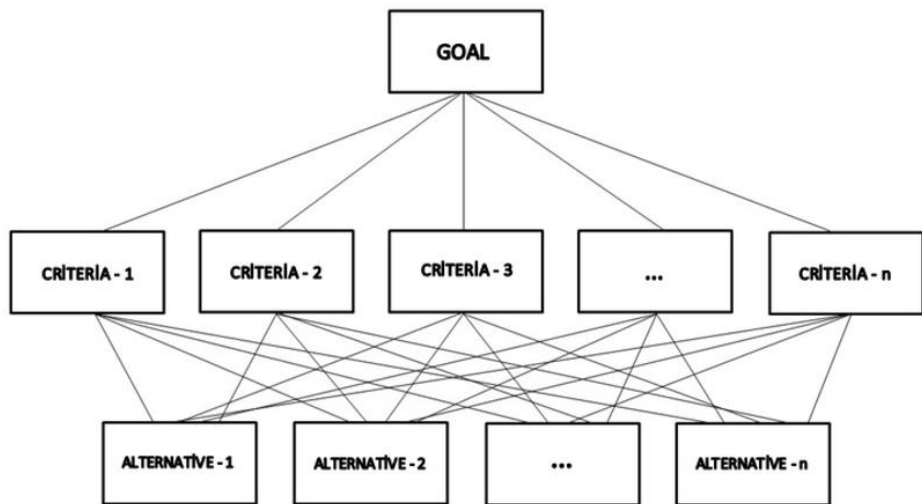 GOAL
CRİTERİA - 1
CRİTERİA - 2
CRİTERİA - 3
...
CRİTERİA - n
ALTERNATİVE - 1
ALTERNATİVE - 2
...
ALTERNATİVE - n